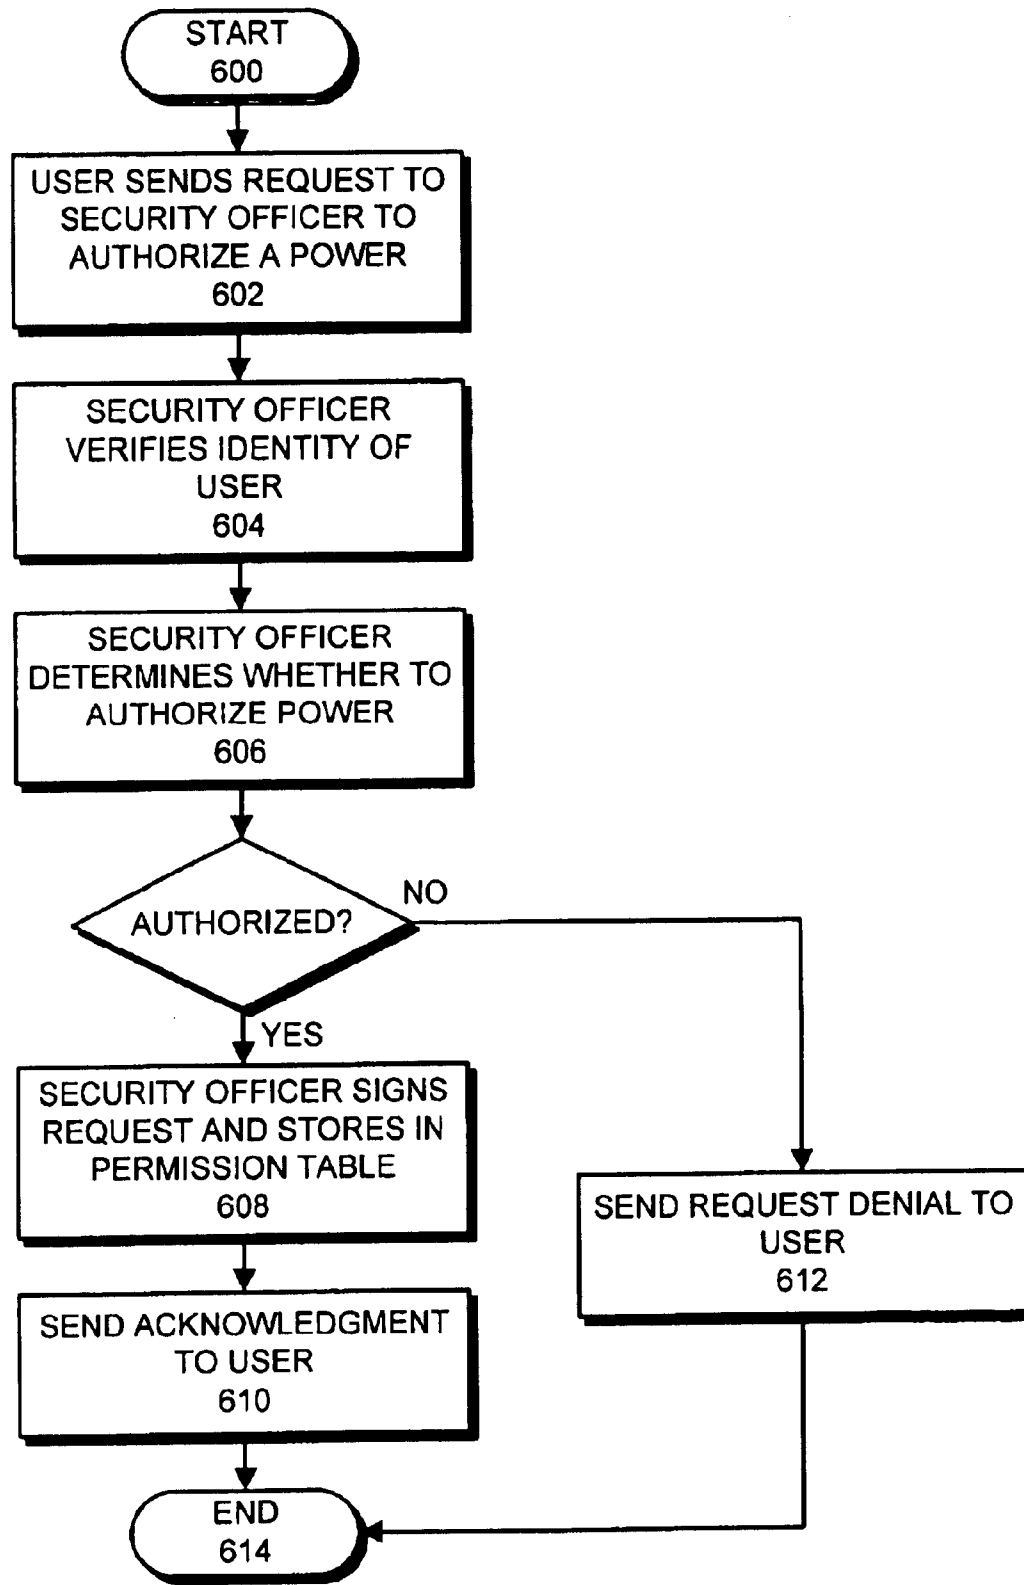 START
600
USER SENDS REQUEST TO
SECURITY OFFICER TO
AUTHORIZE A POWER
602
SECURITY OFFICER
VERIFIES IDENTITY OF
USER
604
SECURITY OFFICER
DETERMINES WHETHER TO
AUTHORIZE POWER
606
AUTHORIZED?
NO
YES
SECURITY OFFICER SIGNS
REQUEST AND STORES IN
PERMISSION TABLE
608
SEND REQUEST DENIAL TO
USER
612
SEND ACKNOWLEDGMENT
TO USER
610
END
614